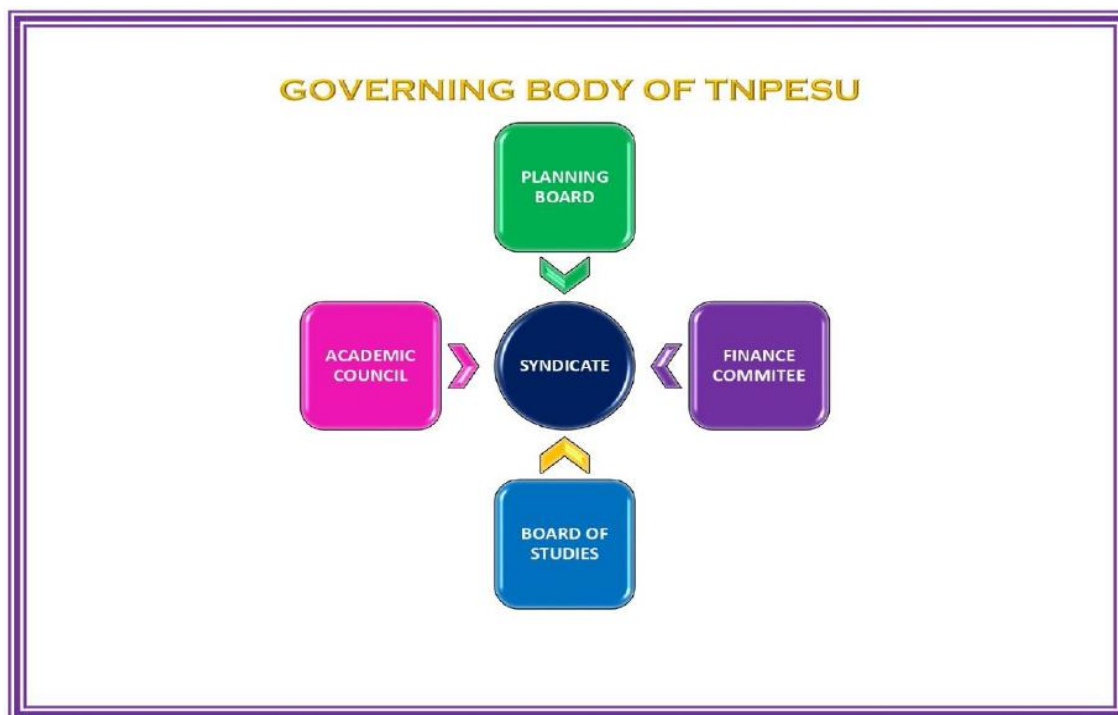 GOVERNING BODY OF TNPESU
PLANNING
BOARD
ACADEMIC
COUNCIL
SYNDICATE
FINANCE
COMMITEE
BOARD OF
STUDIES